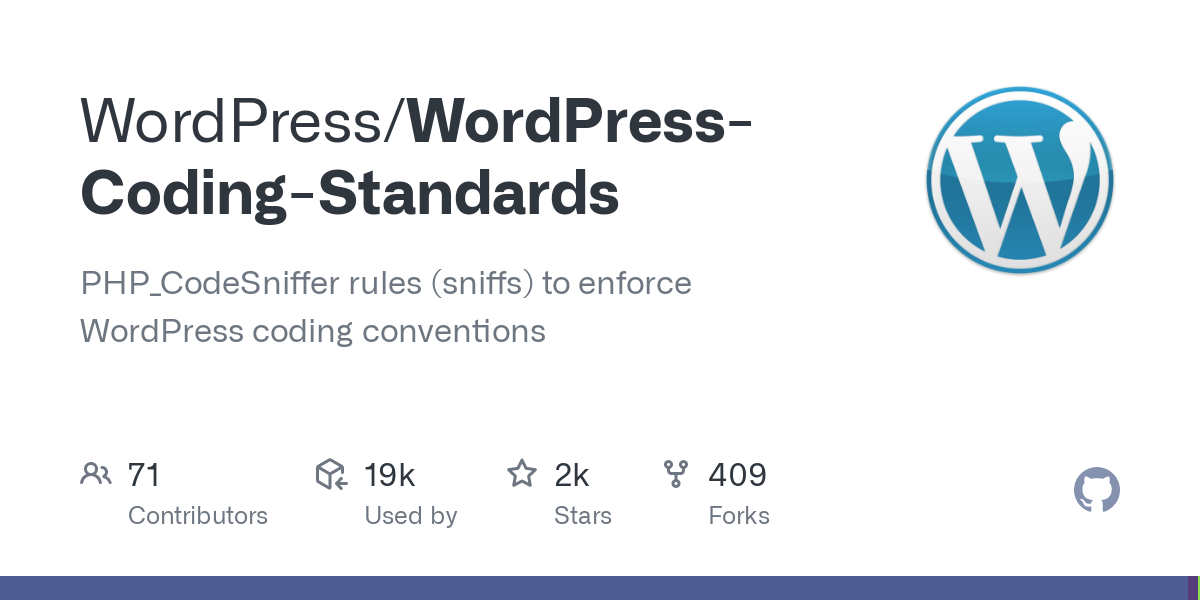 WordPress/WordPress-
Coding-Standards
PHP_CodeSniffer rules (sniffs) to enforce
WordPress coding conventions
71 19k 2k 409
Contributors Used by Stars Forks